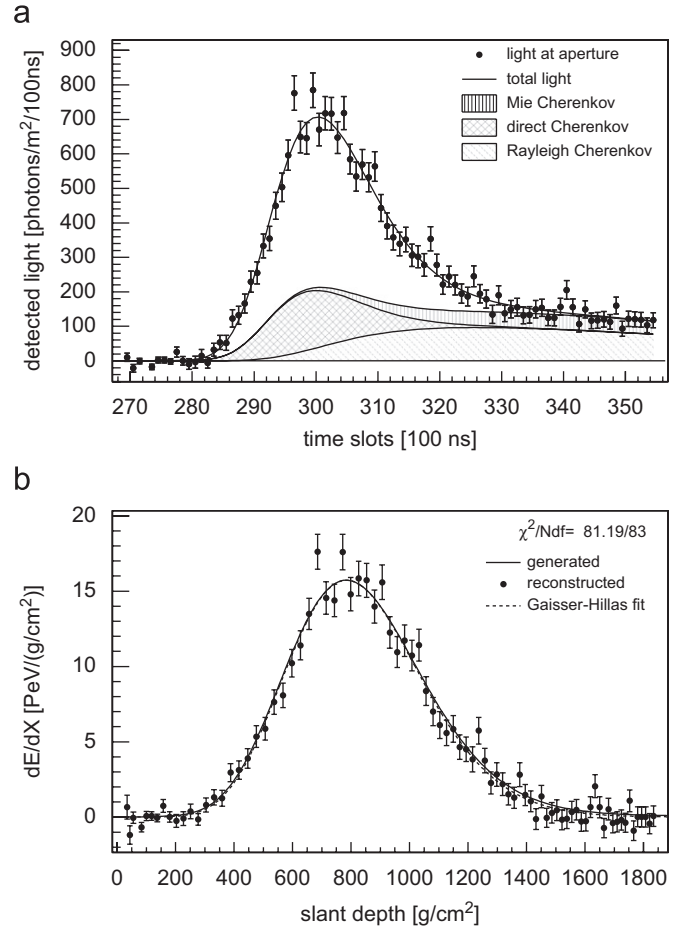 a
900
800
700
600
500
400
300
200
100
0
detected light [photons/m²/100ns]
light at aperture
total light
Mie Cherenkov
direct Cherenkov
Rayleigh Cherenkov
270 280 290 300 310 320 330 340 350
time slots [100 ns]
b
20
15
10
5
0
dE/dX [PeV/(g/cm²)]
χ²/Ndf= 81.19/83
generated
reconstructed
Gaisser-Hillas fit
0 200 400 600 800 1000 1200 1400 1600 1800
slant depth [g/cm²]